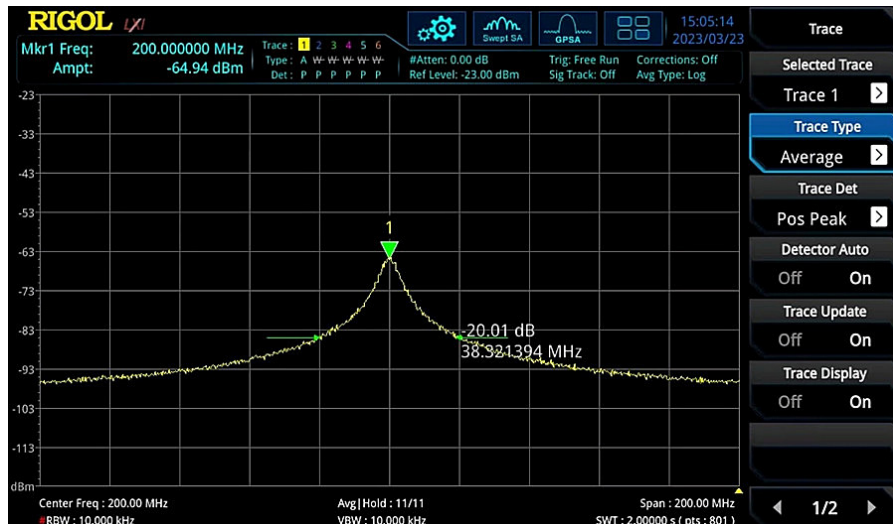 RIGOL LXI
15:05:14
2023/03/23
Swept SA
GPSA
Mkr1 Freq: 200.000000 MHz
Ampt: -64.94 dBm
Trace: 1 2 3 4 5 6
Type: A W W W W W
Det: P P P P P P
#Atten: 0.00 dB
Ref Level: -23.00 dBm
Trig: Free Run
Sig Track: Off
Corrections: Off
Avg Type: Log
-23
-33
-43
-53
-63
-73
-83
-93
-103
-113
dBm
1
-20.01 dB
38.321394 MHz
Center Freq : 200.00 MHz
Avg|Hold : 11/11
Span : 200.00 MHz
#RBW : 10.000 kHz
VBW : 10.000 kHz
SWT : 2.00000 s ( pts : 801 )
Trace
Selected Trace
Trace 1
Trace Type
Average
Trace Det
Pos Peak
Detector Auto
Off On
Trace Update
Off On
Trace Display
Off On
1/2